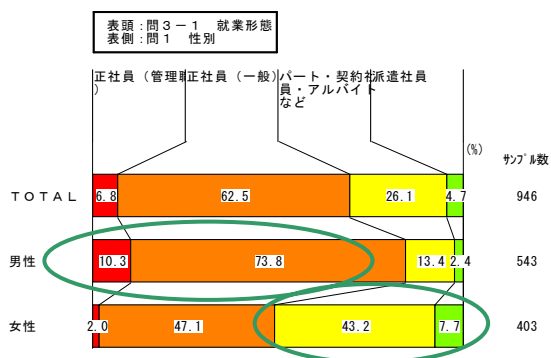 表頭：問３－１　就業形態
表側：問１　性別
正社員（管理職）
正社員（一般）
パート・契約社員・アルバイトなど
派遣社員
(%)
ｻﾝﾌﾟﾙ数
ＴＯＴＡＬ 6.8 62.5 26.1 4.7 946
男性 10.3 73.8 13.4 2.4 543
女性 2.0 47.1 43.2 7.7 403